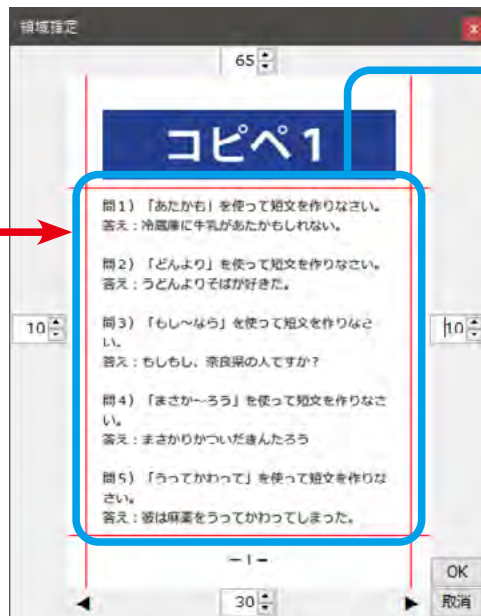 領域指定
x
65
コピペ1
問1）「あたかも」を使って短文を作りなさい。
答え：冷蔵庫に牛乳があたかもしれない。
問2）「どんより」を使って短文を作りなさい。
答え：うどんよりそばが好きだ。
10
10
問3）「もし～なら」を使って短文を作りなさ
い。
答え：もしもし、奈良県の人ですか？
問4）「まさか～ろう」を使って短文を作りなさ
い。
答え：まさかりかついだきんたろう
問5）「うってかわって」を使って短文を作りな
さい。
答え：彼は麻薬をうってかわってしまった。
－1－
OK
30
取消